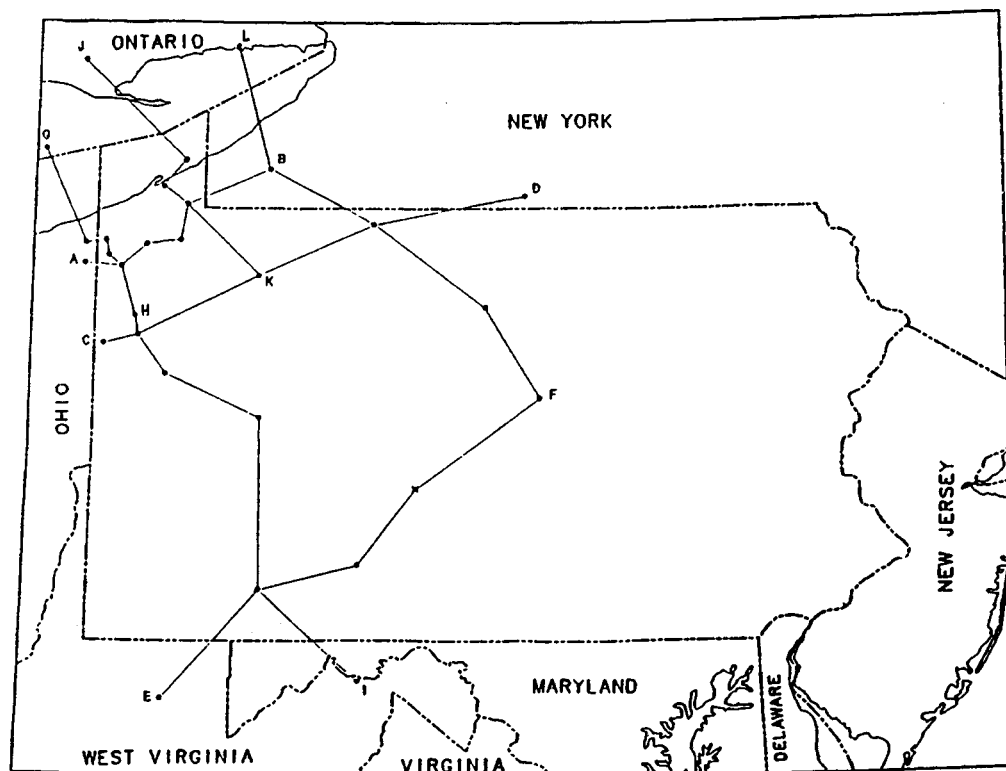 J
ONTARIO
L
NEW YORK
B
D
A
K
H
C
OHIO
F
NEW JERSEY
E
I
MARYLAND
DELAWARE
WEST VIRGINIA
VIRGINIA